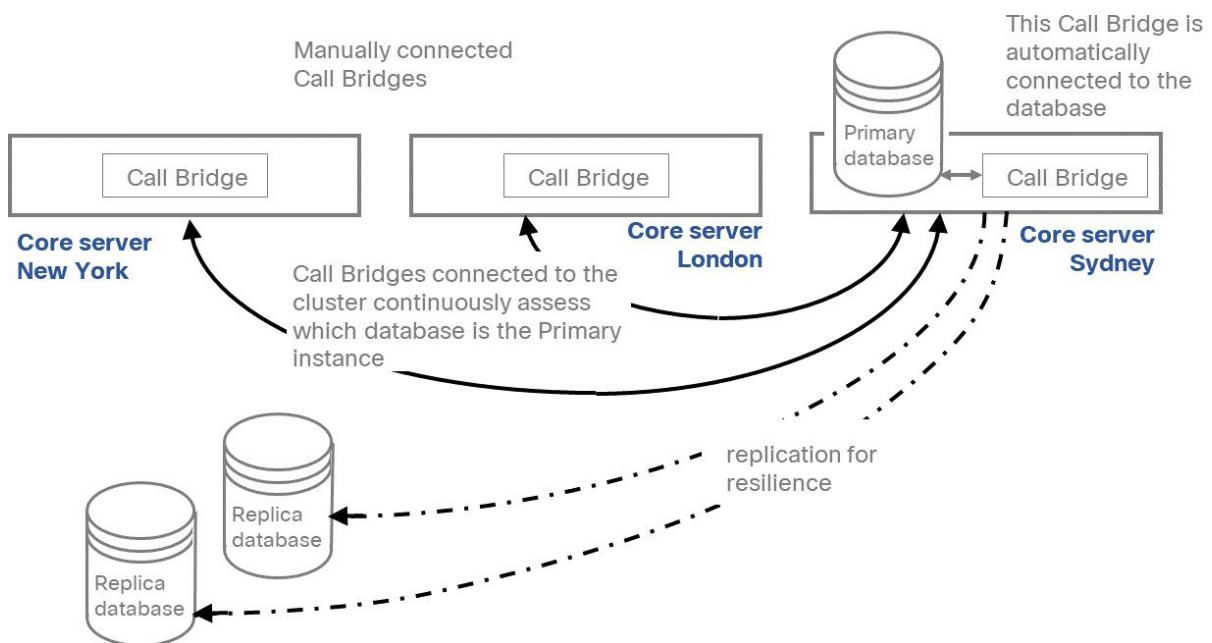 Manually connected
Call Bridges
This Call Bridge is
automatically
connected to the
database
Primary
database
Call Bridge
Call Bridge
Call Bridge
Core server
New York
Core server
London
Core server
Sydney
Call Bridges connected to the
cluster continuously assess
which database is the Primary
instance
replication for
resilience
Replica
database
Replica
database